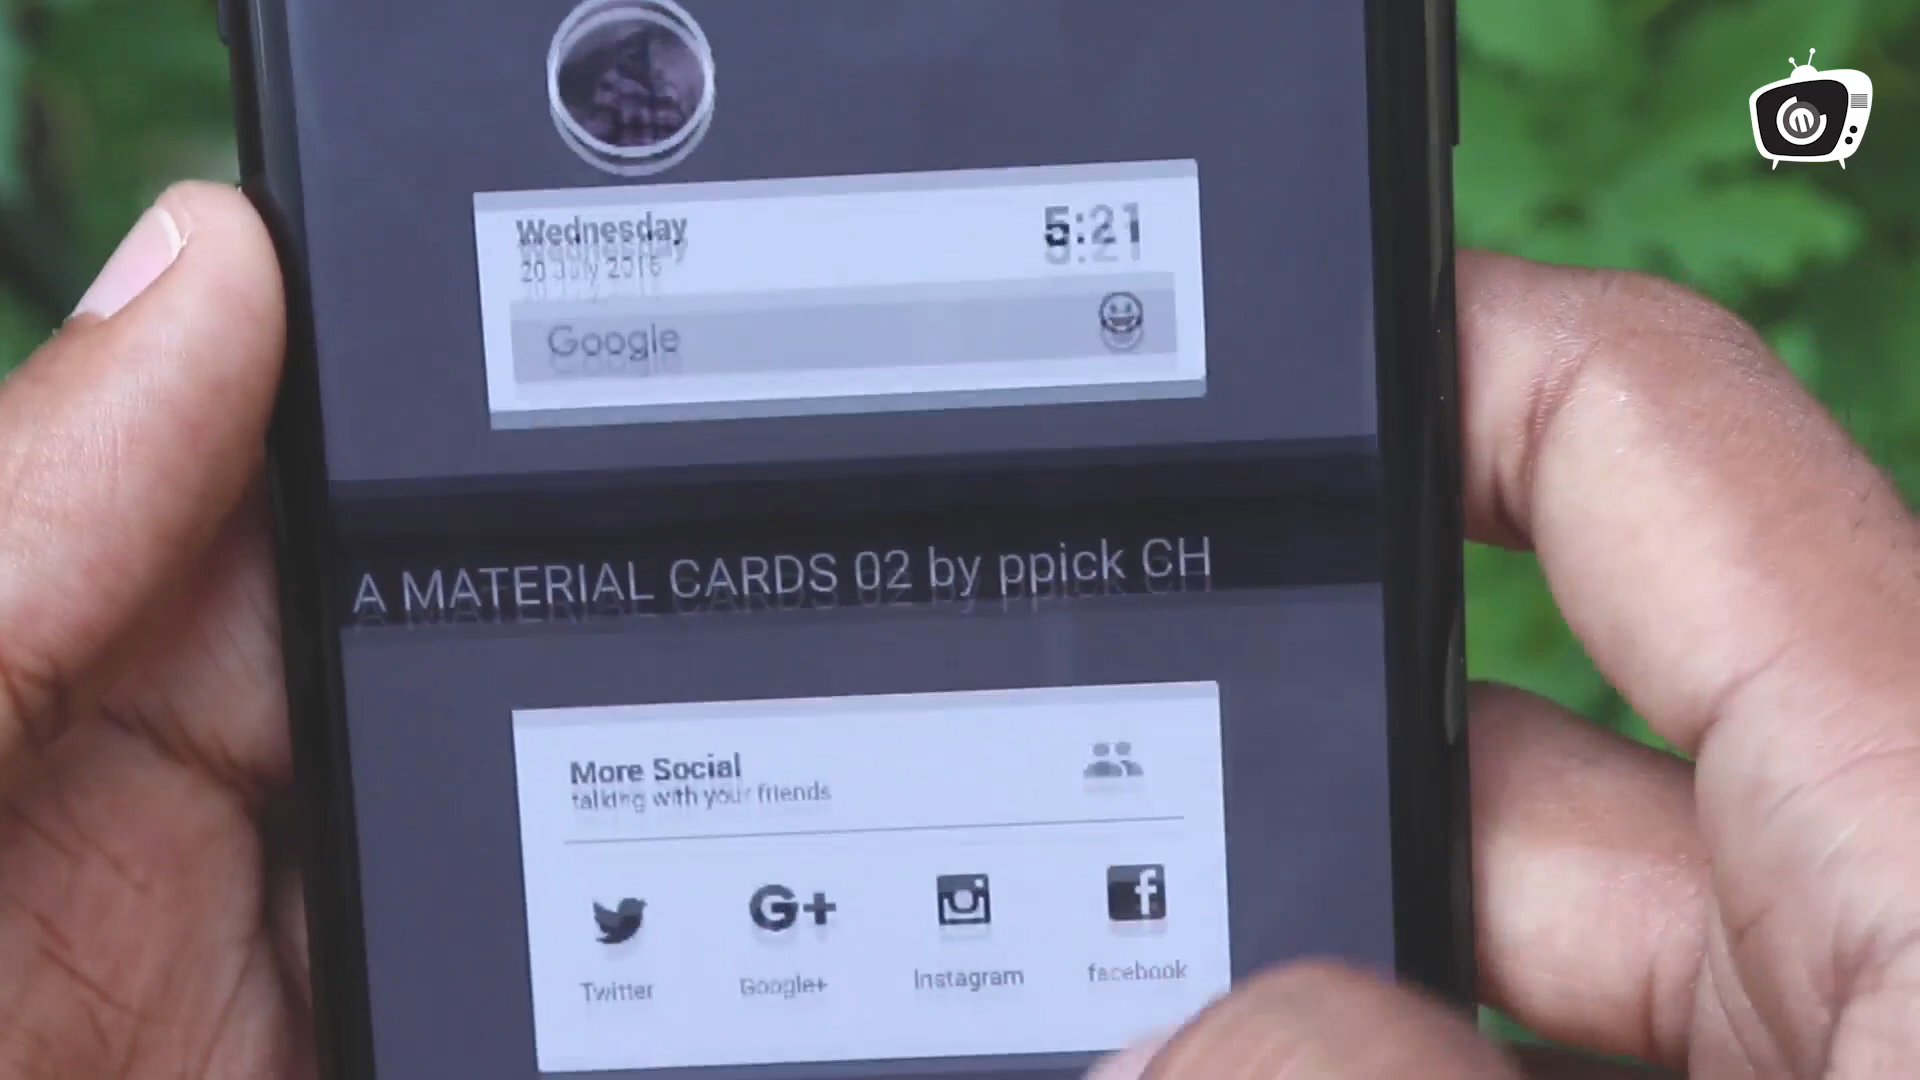 Wednesday
5:21
20 July 2016
Google
A MATERIAL CARDS 02 by ppick CH
More Social
talking with your friends
G+
Twitter
Google+
Instagram
facebook